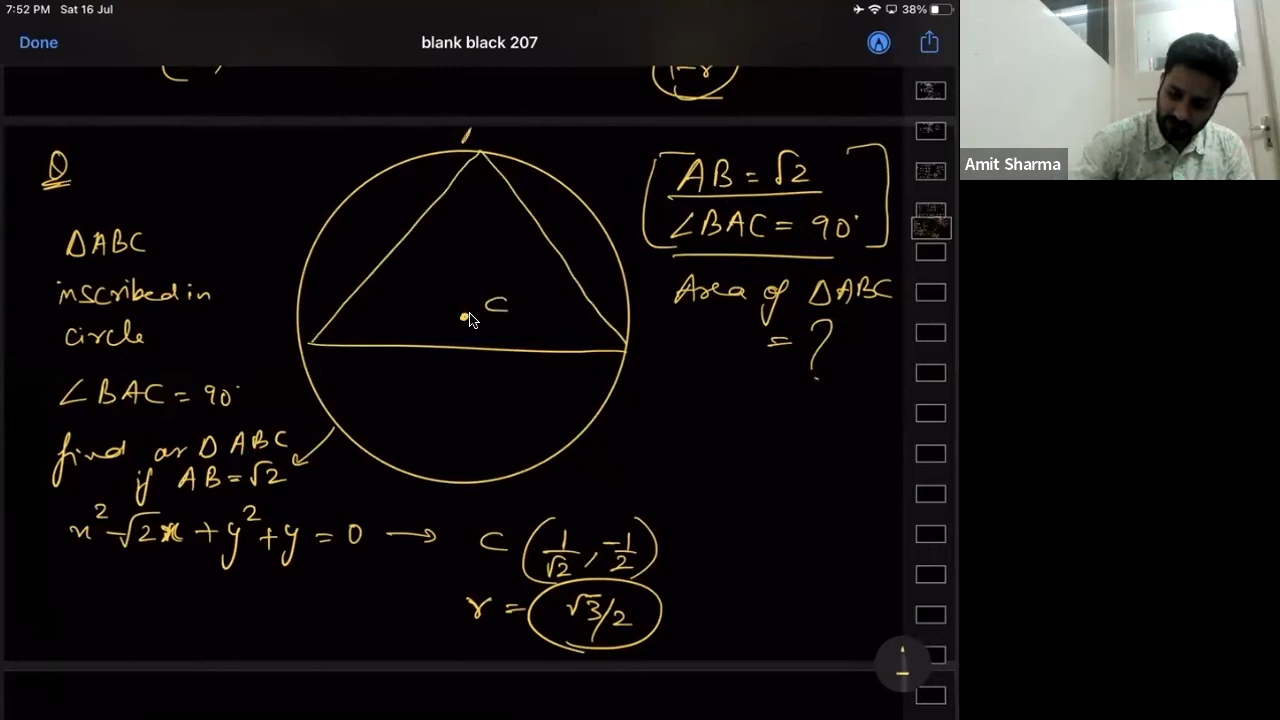 7:52 PM Sat 16 Jul
38%
Done
blank black 207
Q
ΔABC
inscribed in
circle
∠BAC = 90°
find ar Δ ABC
if AB = √2
x² - √2x + y² + y = 0 → C (1/√2, -1/2)
r = √3/2
C
AB = √2
∠BAC = 90°
Area of ΔABC
= ?
Amit Sharma